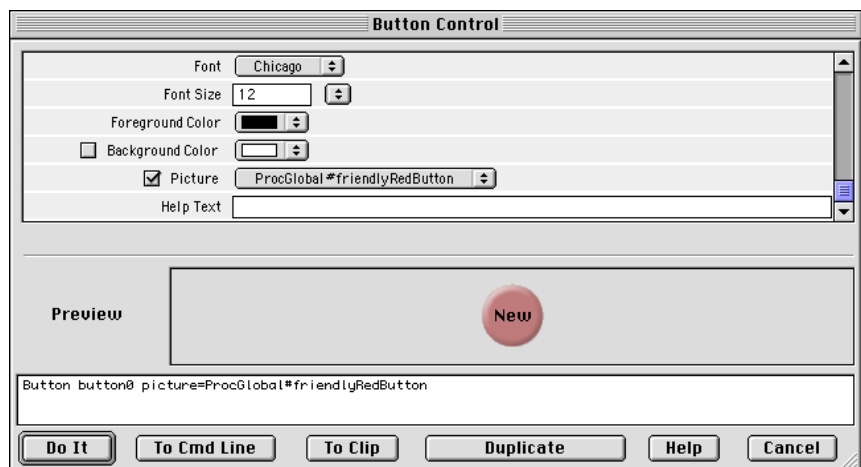 Button Control
Font Chicago
Font Size 12
Foreground Color
Background Color
Picture ProcGlobal#friendlyRedButton
Help Text
Preview New
Button button0 picture=ProcGlobal#friendlyRedButton
Do It To Cmd Line To Clip Duplicate Help Cancel